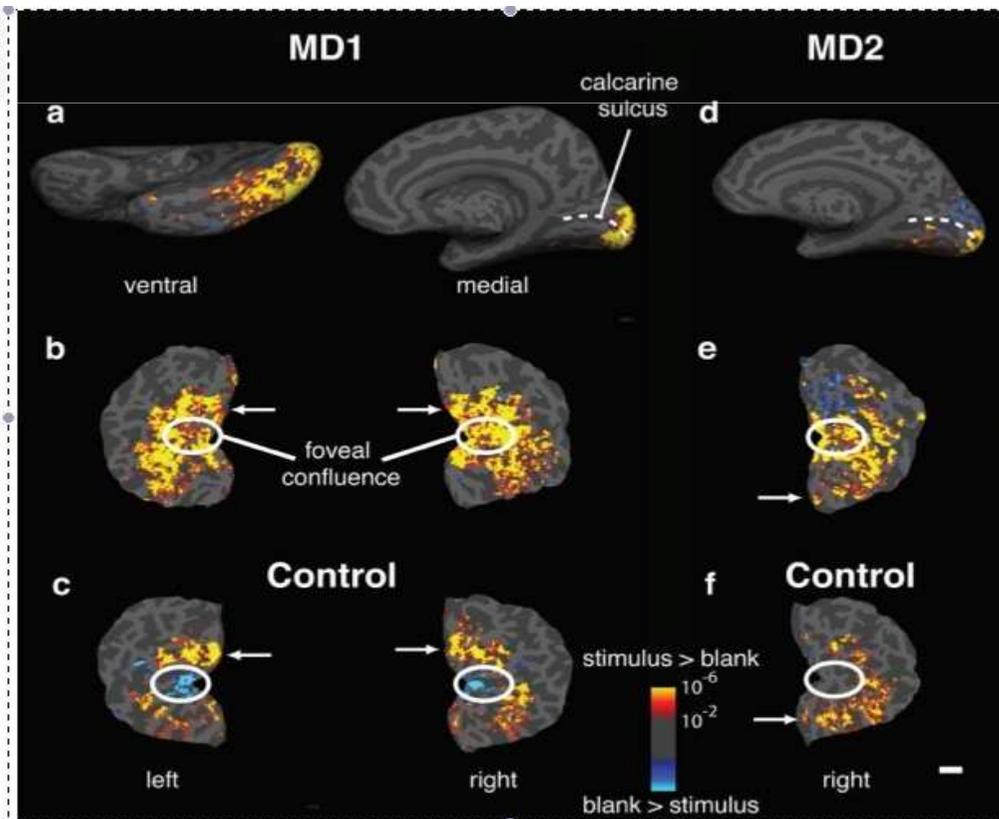 MD1
MD2
calcarine
sulcus
a
d
ventral
medial
b
e
foveal
confluence
c
Control
f
Control
stimulus > blank
10-6
10-2
left
right
right
blank > stimulus